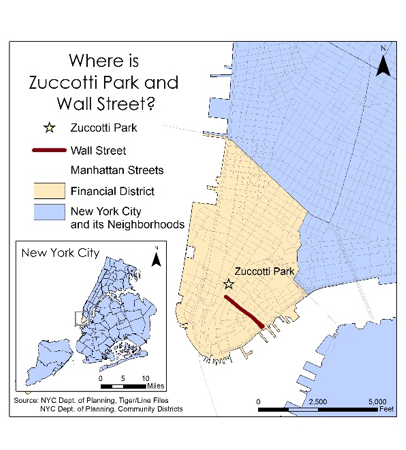 Where is
Zuccotti Park and
Wall Street?
Zuccotti Park
Wall Street
Manhattan Streets
Financial District
New York City
and its Neighborhoods
N
Zuccotti Park
New York City
N
0 5 10
Miles
Source: NYC Dept. of Planning, Tiger/Line Files
NYC Dept. of Planning, Community Districts
0 2,500 5,000
Feet